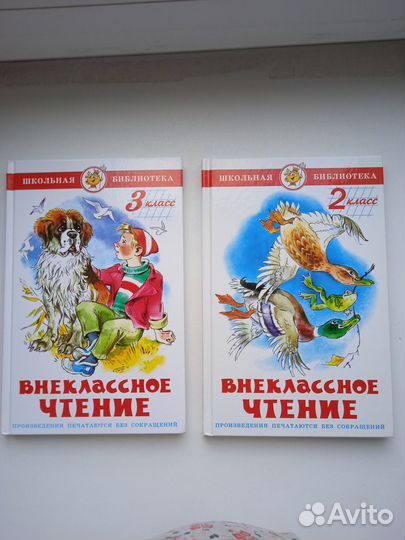 ШКОЛЬНАЯ БИБЛИОТЕКА
3 класс
ВНЕКЛАССНОЕ
ЧТЕНИЕ
ПРОИЗВЕДЕНИЯ ПЕЧАТАЮТСЯ БЕЗ СОКРАЩЕНИЙ
ШКОЛЬНАЯ БИБЛИОТЕКА
2 класс
ВНЕКЛАССНОЕ
ЧТЕНИЕ
ПРОИЗВЕДЕНИЯ ПЕЧАТАЮТСЯ БЕЗ СОКРАЩЕНИЙ
Avito